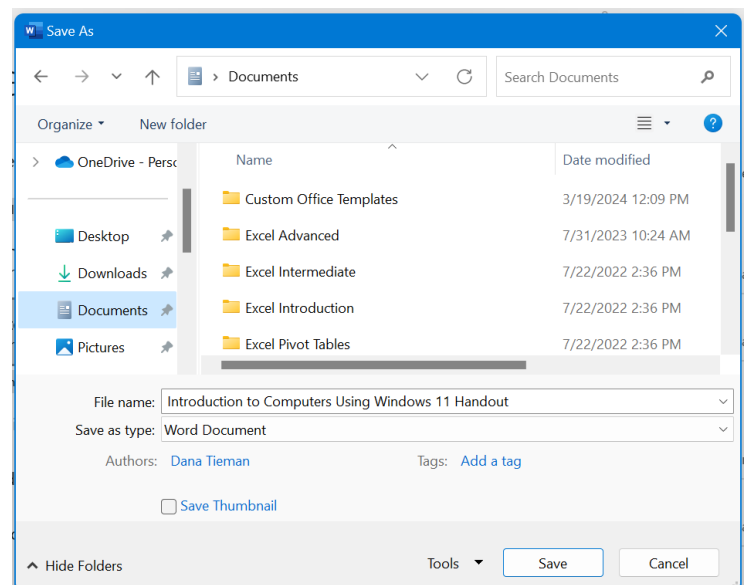 Save As
Documents
Search Documents
Organize
New folder
OneDrive - Persc
Name
Date modified
Custom Office Templates
3/19/2024 12:09 PM
Desktop
Excel Advanced
7/31/2023 10:24 AM
Downloads
Excel Intermediate
7/22/2022 2:36 PM
Documents
Excel Introduction
7/22/2022 2:36 PM
Pictures
Excel Pivot Tables
7/22/2022 2:36 PM
File name: Introduction to Computers Using Windows 11 Handout
Save as type: Word Document
Authors: Dana Tieman
Tags: Add a tag
Save Thumbnail
Hide Folders
Tools
Save
Cancel